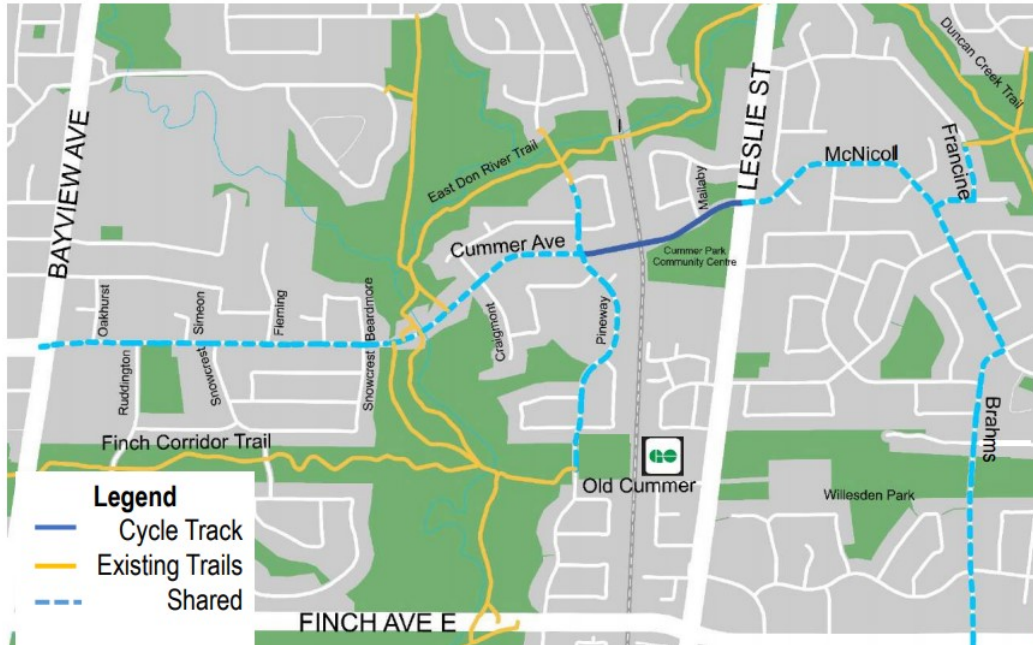 Duncan Creek Trail
BAYVIEW AVE
LESLIE ST
East Don River Trail
McNicoll
Francine
Mallaby
Cummer Ave
Cummer Park
Community Centre
Oakhurst
Simeon
Fleming
Beardmore
Craigmont
Pineway
Ruddington
Snowcrest
Snowcrest
Brahms
Finch Corridor Trail
GO
Old Cummer
Willesden Park
Legend
Cycle Track
Existing Trails
Shared
FINCH AVE E